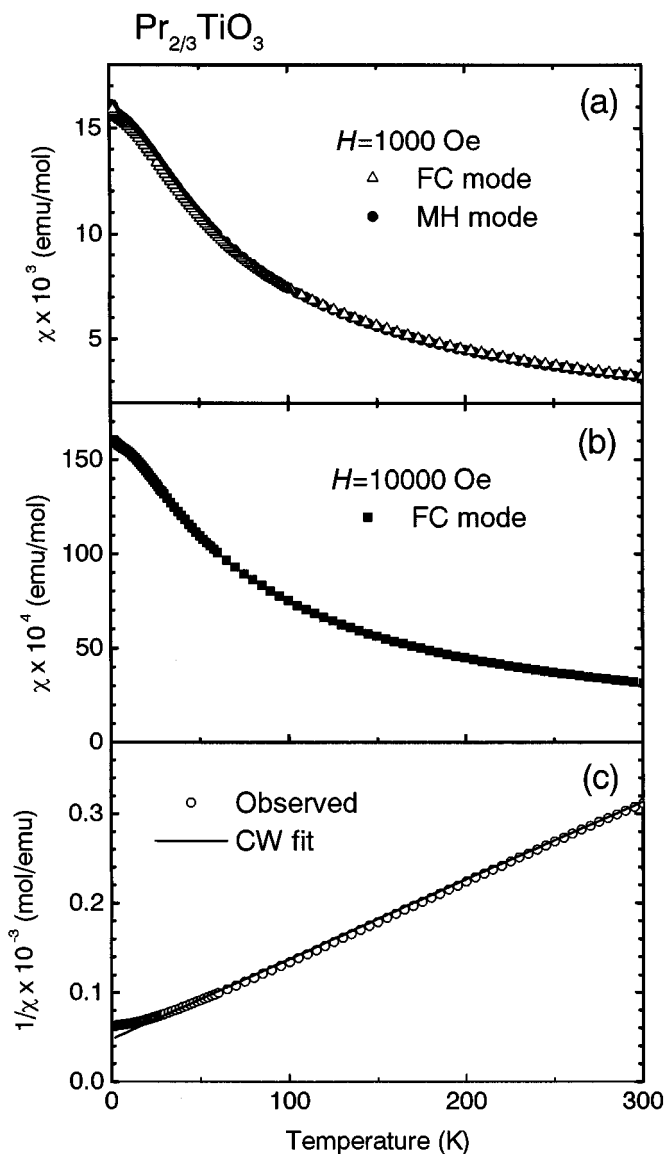 Pr2/3TiO3
(a)
H=1000 Oe
△ FC mode
● MH mode
15
10
5
χ x 10³ (emu/mol)
(b)
H=10000 Oe
■ FC mode
150
100
50
0
χ x 10⁻⁴ (emu/mol)
(c)
○ Observed
— CW fit
0.3
0.2
0.1
0.0
1/χ x 10⁻³ (mol/emu)
0 100 200 300
Temperature (K)